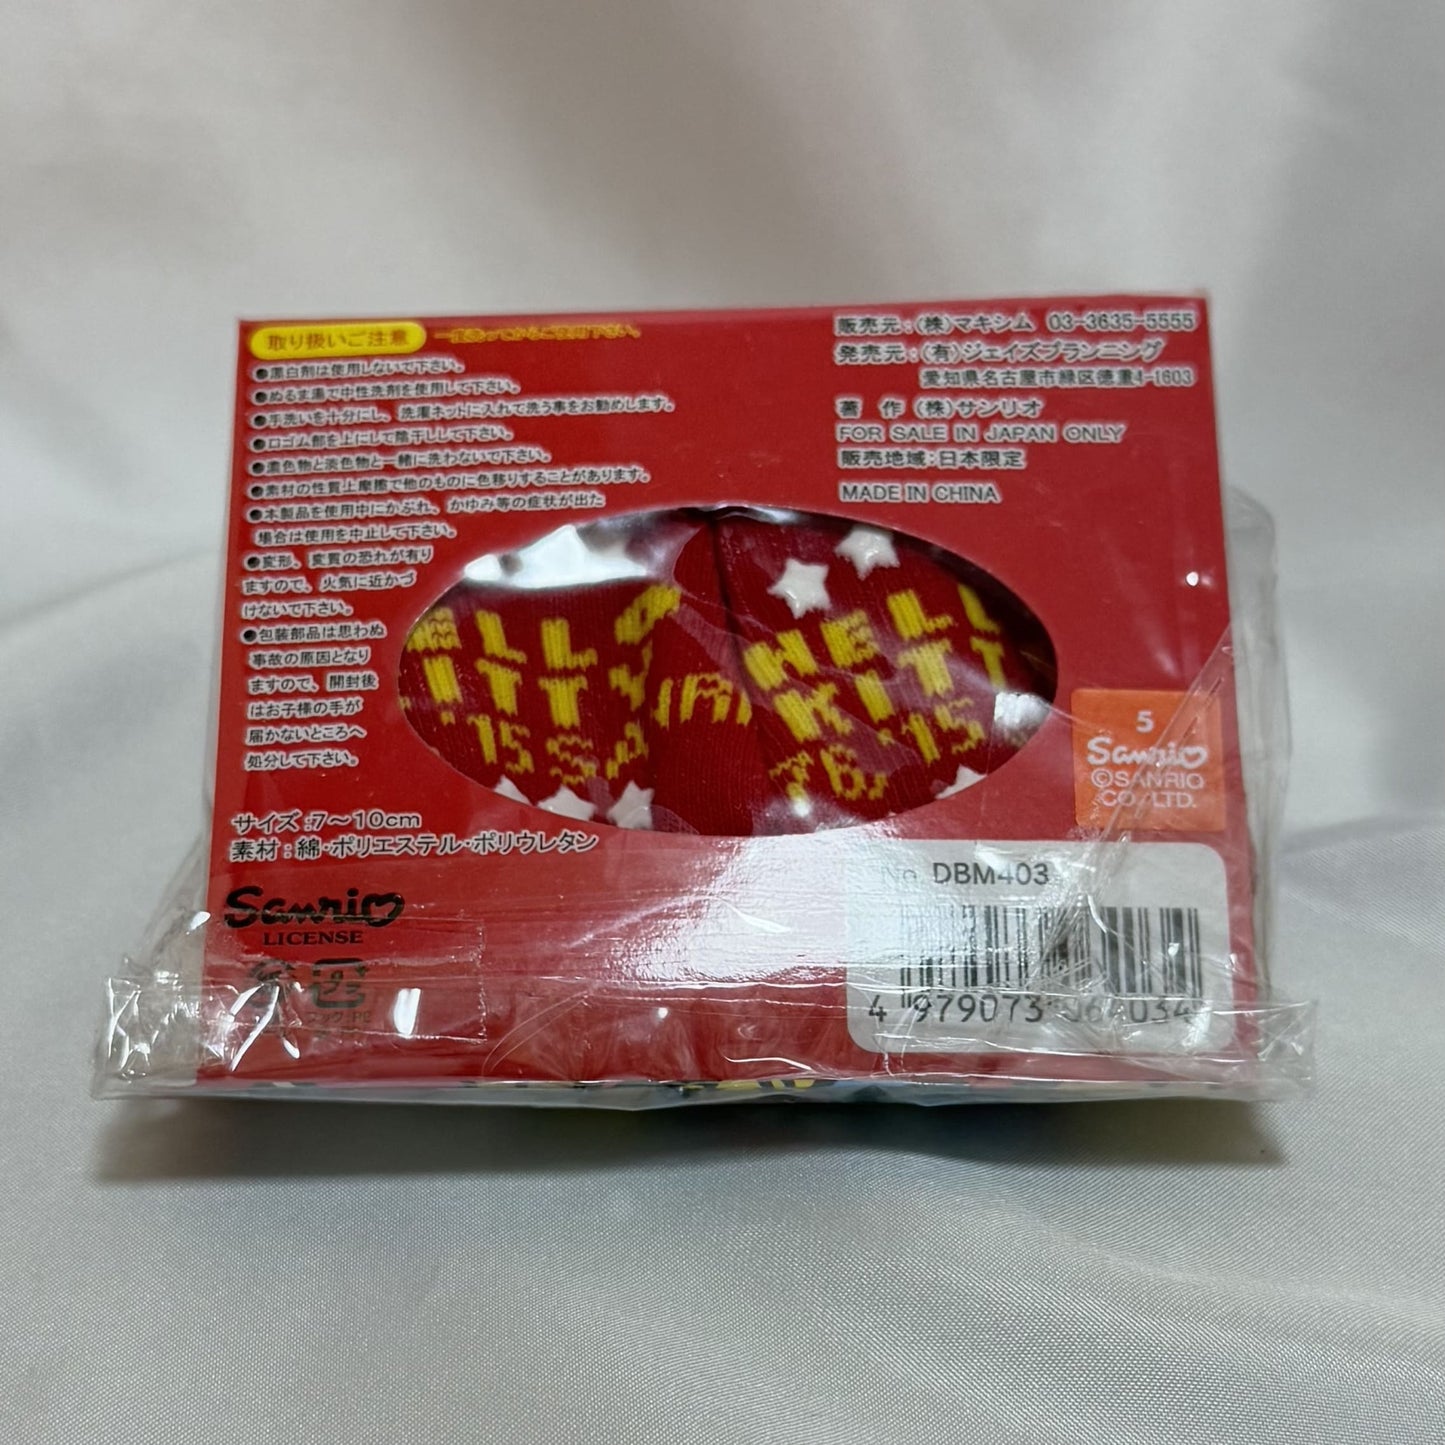 取り扱いご注意
●漂白剤は使用しないで下さい。
●ぬるま湯で中性洗剤を使用して下さい。
●手洗いを十分にし、洗濯ネットに入れて洗う事をお勧めします。
●口ゴム部を上にして陰干しして下さい。
●濃色物と淡色物と一緒に洗わないで下さい。
●素材の性質上摩擦で他のものに色移りすることがあります。
●本製品を使用中にかぶれ、かゆみ等の症状が出た
場合は使用を中止して下さい。
●変形、変質の恐れが有り
ますので、火気に近かづ
けないで下さい。
●包装部品は思わぬ
事故の原因となり
ますので、開封後
はお子様の手が
届かないところへ
処分して下さい。
サイズ:7～10cm
素材:綿・ポリエステル・ポリウレタン
Sanrio
LICENSE
販売元:(株)マキシム 03-3635-5555
発売元:(有)ジェイズプランニング
愛知県名古屋市緑区徳重4-1603
著 作 (株)サンリオ
FOR SALE IN JAPAN ONLY
販売地域:日本限定
MADE IN CHINA
ELLO
ITTY
'15 SA
HELL
KITT
76, '15
5
Sanrio
©SANRIO
CO., LTD.
No. DBM403
4 979073